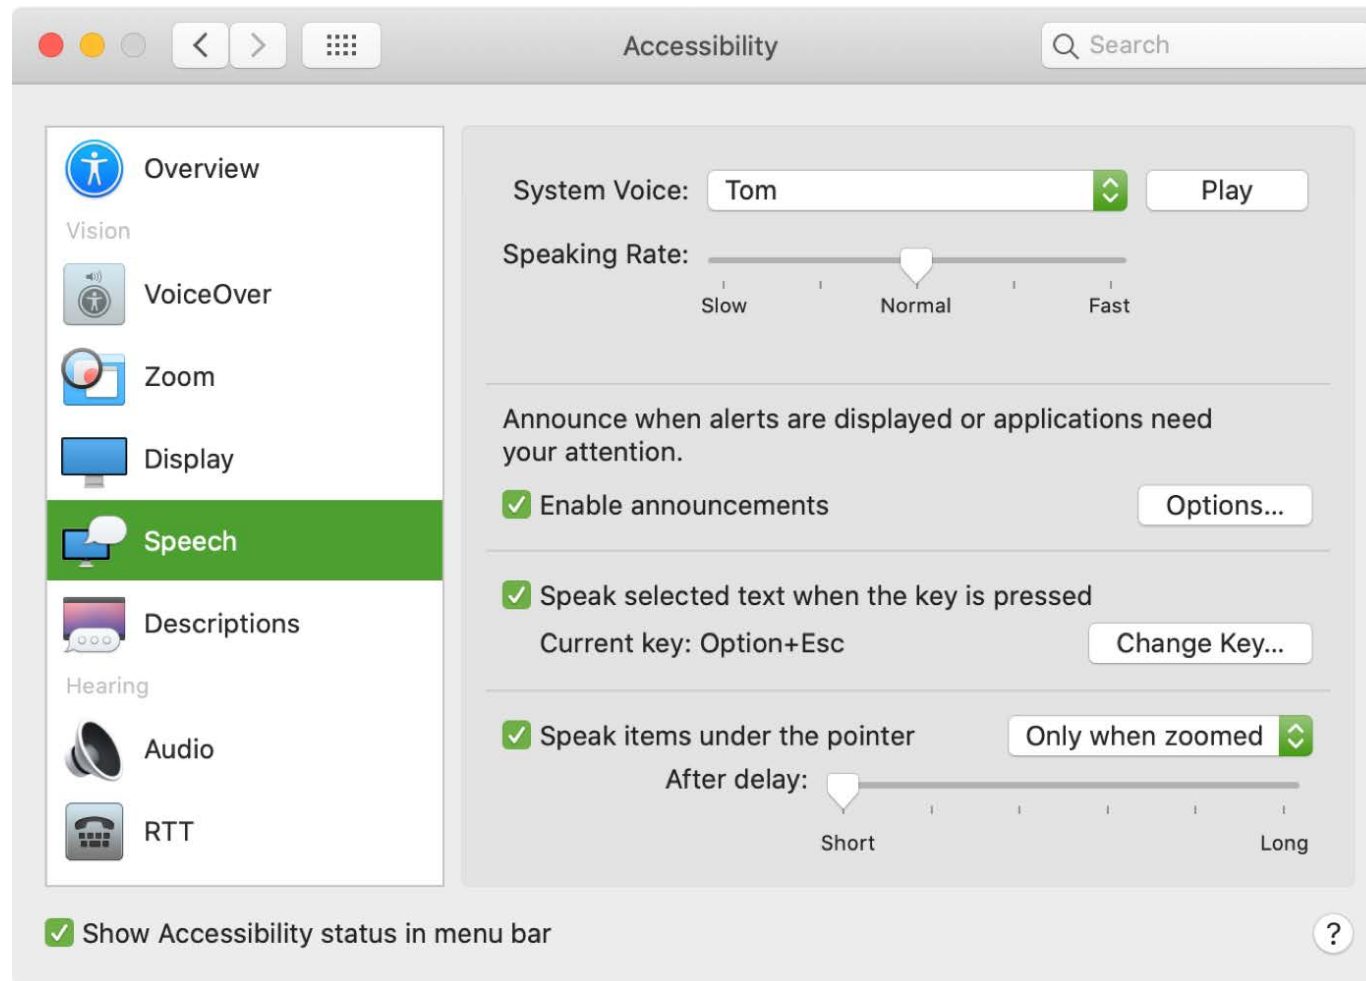 Accessibility
Search
Overview
Vision
VoiceOver
Zoom
Display
Speech
Descriptions
Hearing
Audio
RTT
System Voice: Tom Play
Speaking Rate:
Slow Normal Fast
Announce when alerts are displayed or applications need
your attention.
Enable announcements Options...
Speak selected text when the key is pressed
Current key: Option+Esc Change Key...
Speak items under the pointer Only when zoomed
After delay:
Short Long
Show Accessibility status in menu bar ?